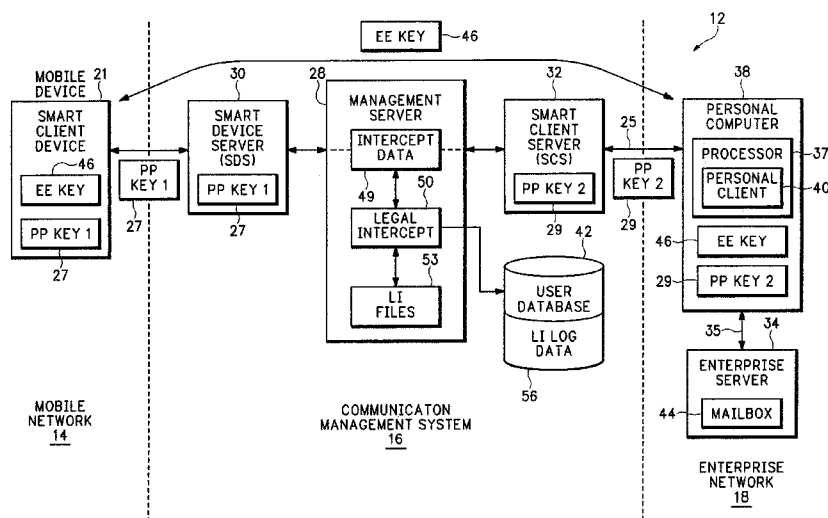 EE KEY
46
12
MOBILE
DEVICE
21
SMART
CLIENT
DEVICE
46
EE KEY
PP KEY 1
27
PP
KEY 1
27
30
SMART
DEVICE
SERVER
(SDS)
PP KEY 1
27
28
MANAGEMENT
SERVER
INTERCEPT
DATA
49
50
LEGAL
INTERCEPT
53
LI
FILES
32
SMART
CLIENT
SERVER
(SCS)
PP KEY 2
29
25
PP
KEY 2
29
42
USER
DATABASE
LI LOG
DATA
56
38
PERSONAL
COMPUTER
PROCESSOR
37
PERSONAL
CLIENT
40
46
EE KEY
29
PP KEY 2
35
34
ENTERPRISE
SERVER
44
MAILBOX
MOBILE
NETWORK
14
COMMUNICATON
MANAGEMENT SYSTEM
16
ENTERPRISE
NETWORK
18